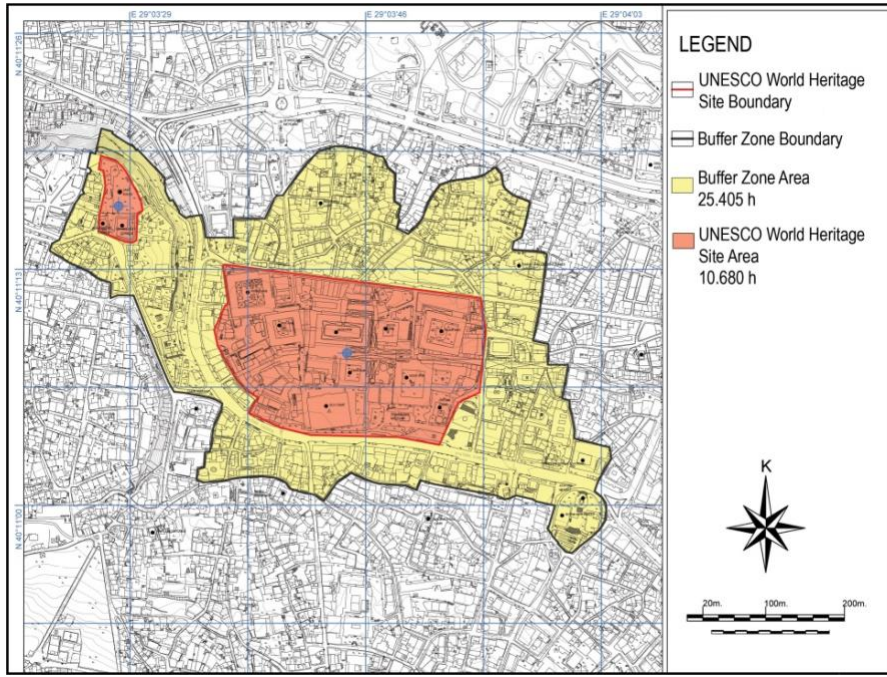 E 29°03'29
E 29°03'46
E 29°04'03
N 40°11'26
N 40°11'13
N 40°11'00
LEGEND
UNESCO World Heritage
Site Boundary
Buffer Zone Boundary
Buffer Zone Area
25.405 h
UNESCO World Heritage
Site Area
10.680 h
K
20m.
100m.
200m.